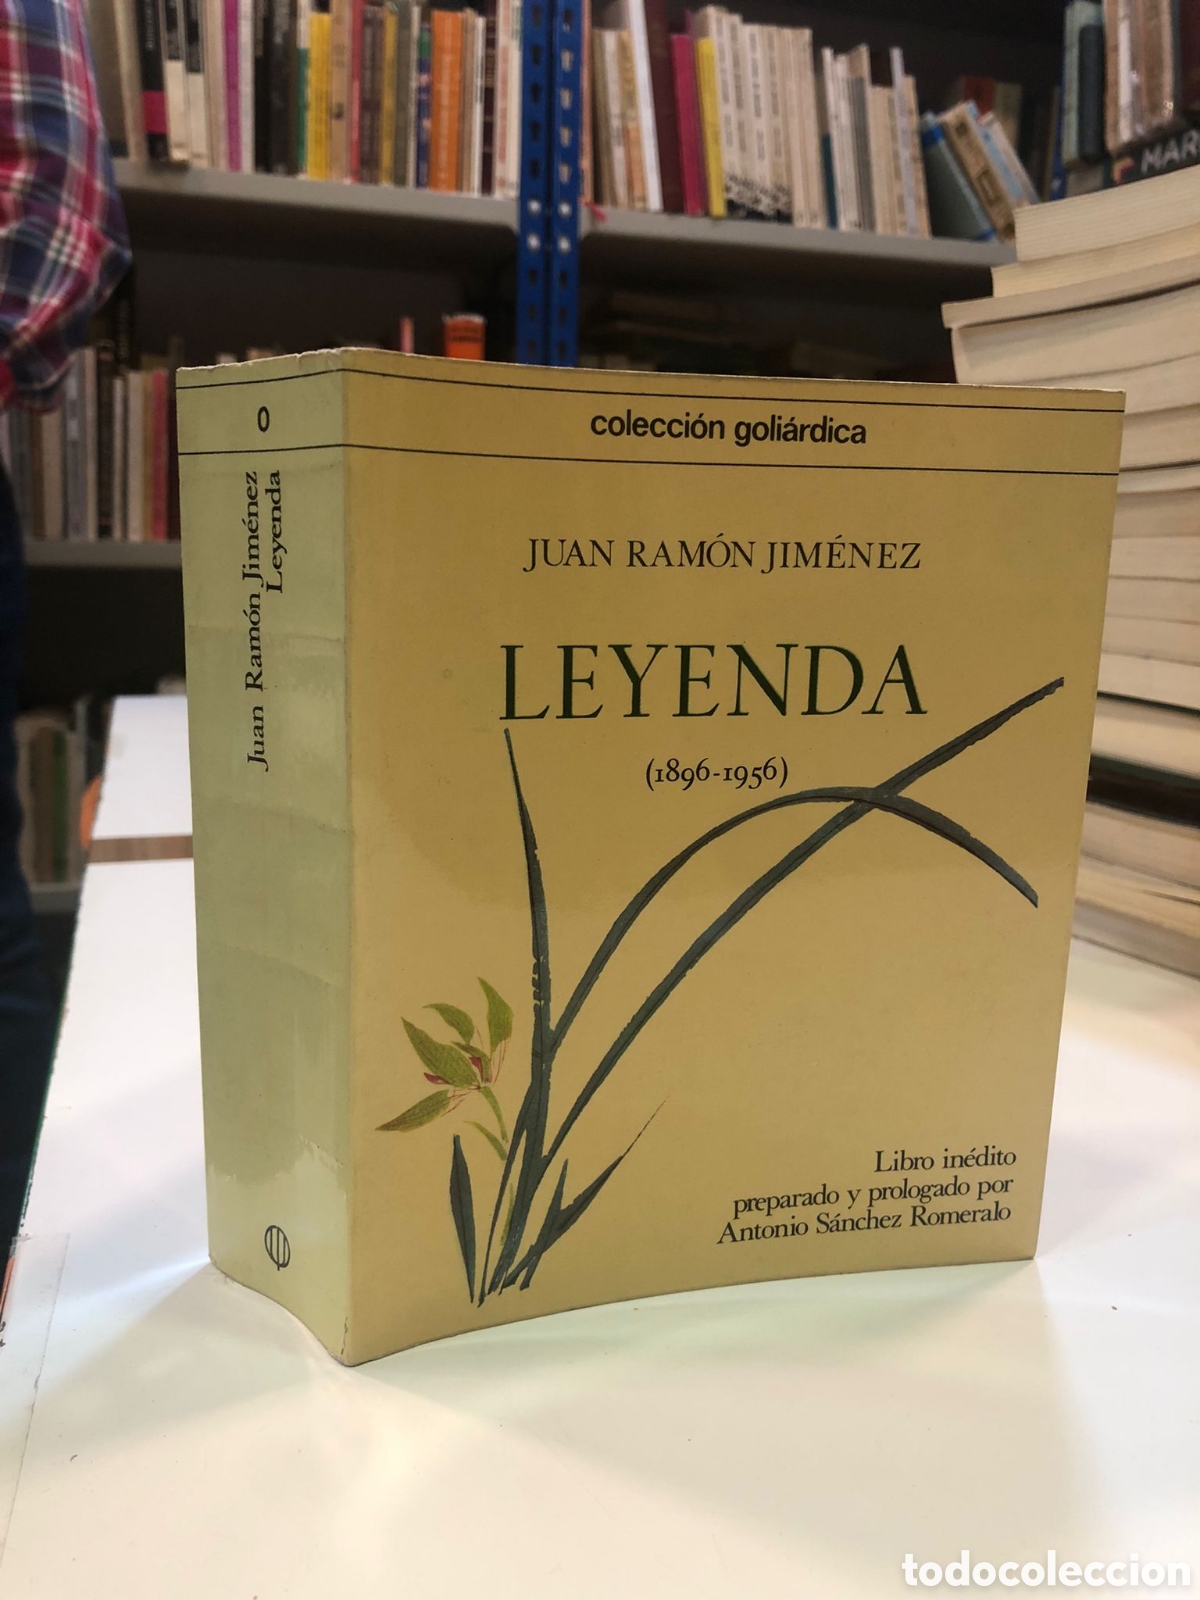 colección goliárdica
JUAN RAMÓN JIMÉNEZ
LEYENDA
(1896-1956)
Libro inédito
preparado y prologado por
Antonio Sánchez Romeralo
0
Juan Ramón Jiménez
Leyenda
MAR
todocoleccion